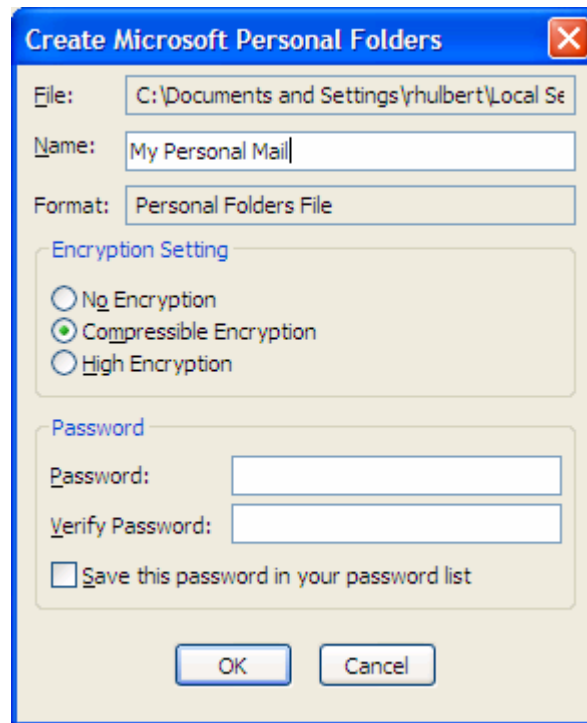 Create Microsoft Personal Folders
File: C:\Documents and Settings\rhulbert\Local Se
Name: My Personal Mail
Format: Personal Folders File
Encryption Setting
No Encryption
Compressible Encryption
High Encryption
Password
Password:
Verify Password:
Save this password in your password list
OK Cancel